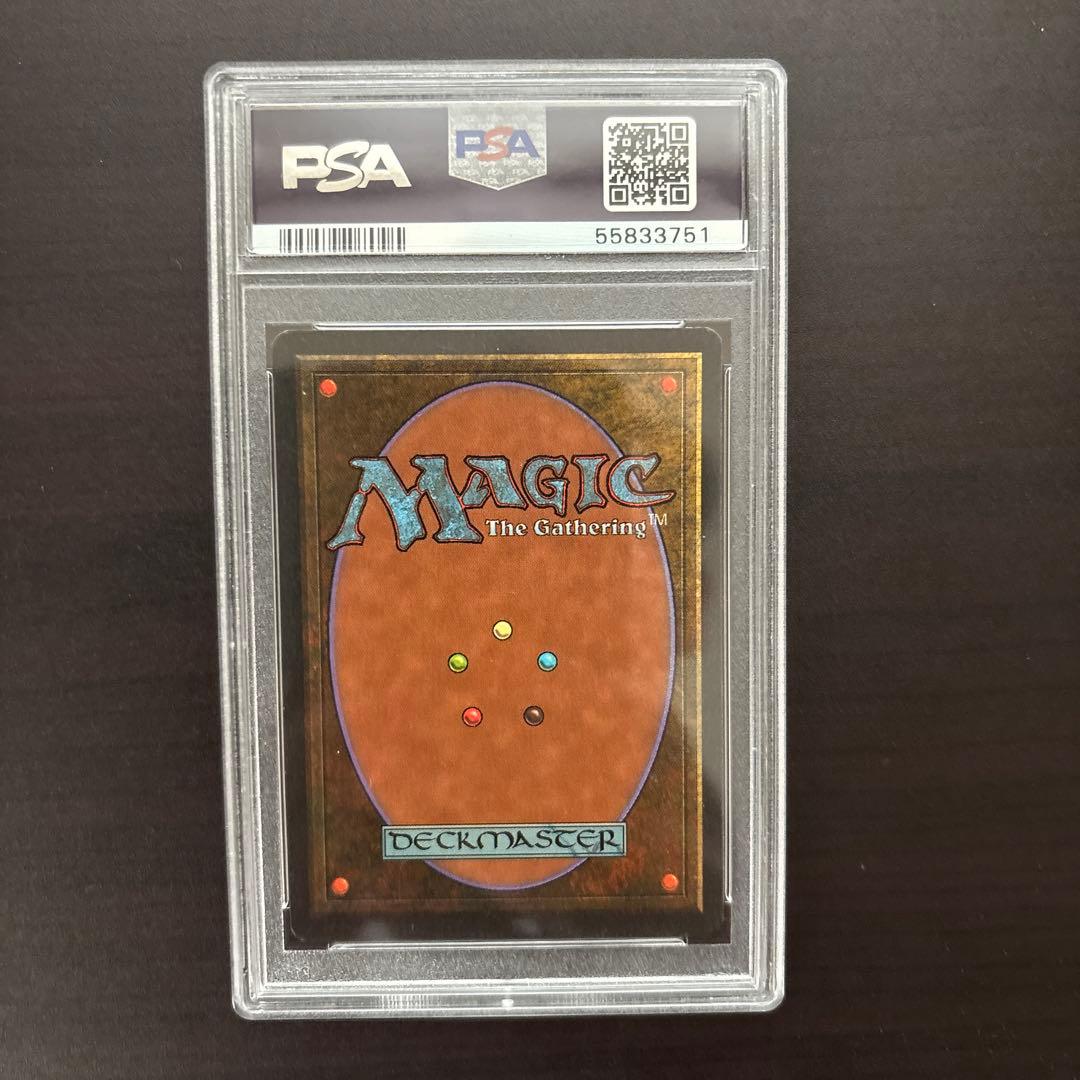 PSA
PSA
55833751
MAGIC
The Gathering™
DECKMASTER